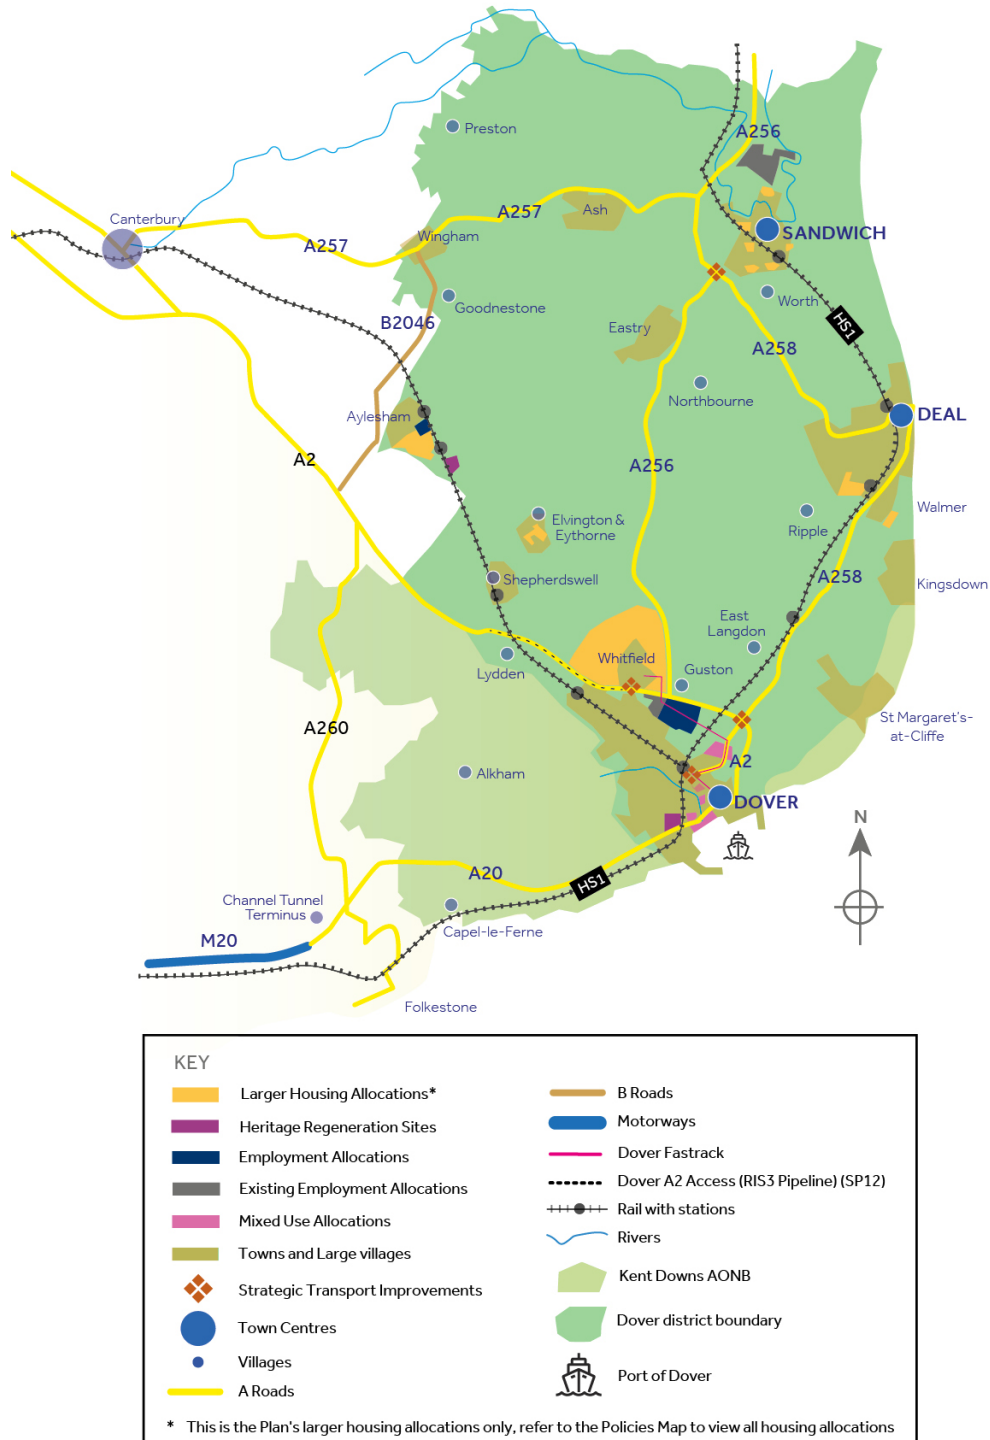 Preston
A256
Canterbury
A257
Ash
Wingham
A257
SANDWICH
Goodnestone
Worth
B2046
HS1
Eastry
A258
Northbourne
Aylesham
DEAL
A2
A256
Walmer
Elvington &
Eythorne
Ripple
Shepherdswell
A258
Kingsdown
East
Langdon
Whitfield
Lydden
Guston
St Margaret's-
at-Cliffe
A260
A2
Alkham
DOVER
N
A20
HS1
Channel Tunnel
Terminus
Capel-le-Ferne
M20
Folkestone
KEY
Larger Housing Allocations*
Heritage Regeneration Sites
Employment Allocations
Existing Employment Allocations
Mixed Use Allocations
Towns and Large villages
Strategic Transport Improvements
Town Centres
Villages
A Roads
B Roads
Motorways
Dover Fastrack
Dover A2 Access (RIS3 Pipeline) (SP12)
Rail with stations
Rivers
Kent Downs AONB
Dover district boundary
Port of Dover
* This is the Plan's larger housing allocations only, refer to the Policies Map to view all housing allocations